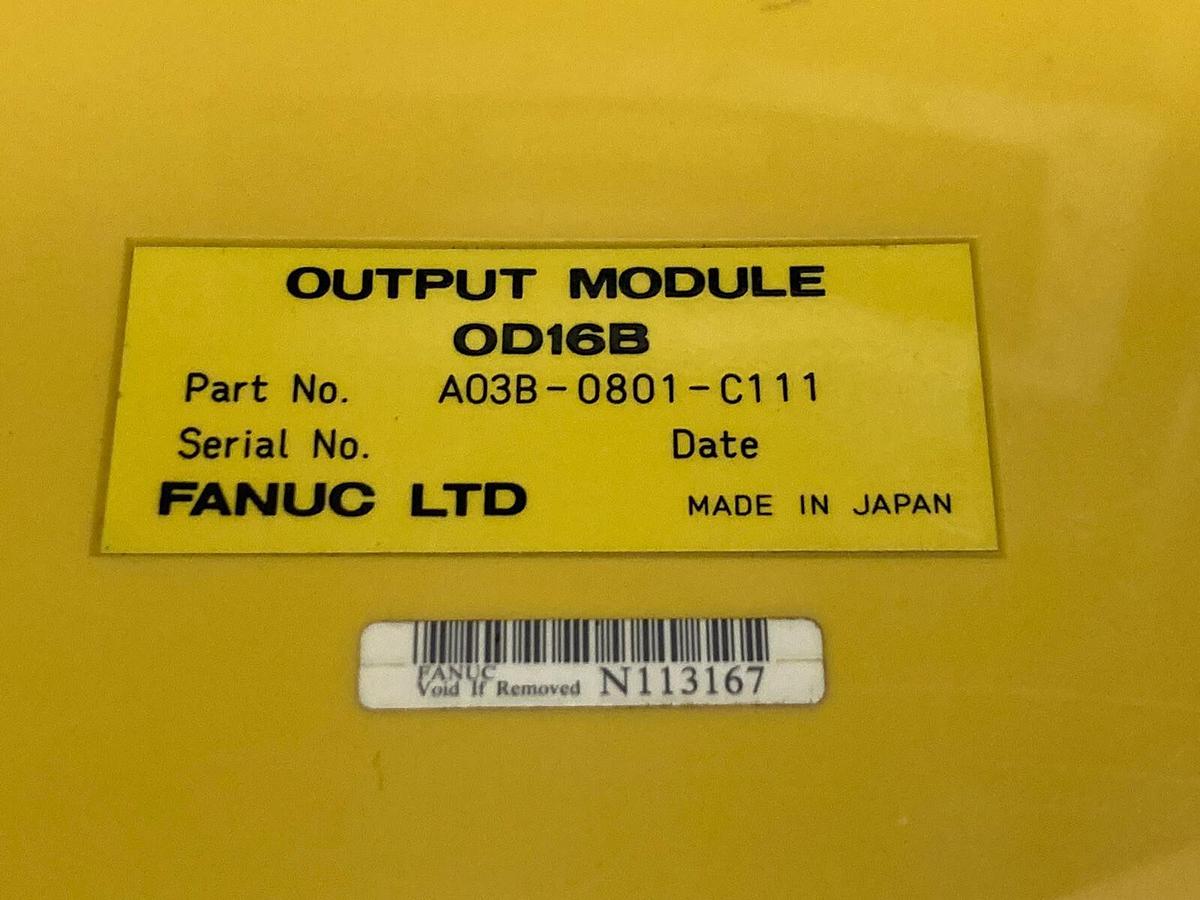 OUTPUT MODULE
OD16B
Part No. A03B-0801-C111
Serial No. Date
FANUC LTD MADE IN JAPAN
FANUC
Void If Removed N113167